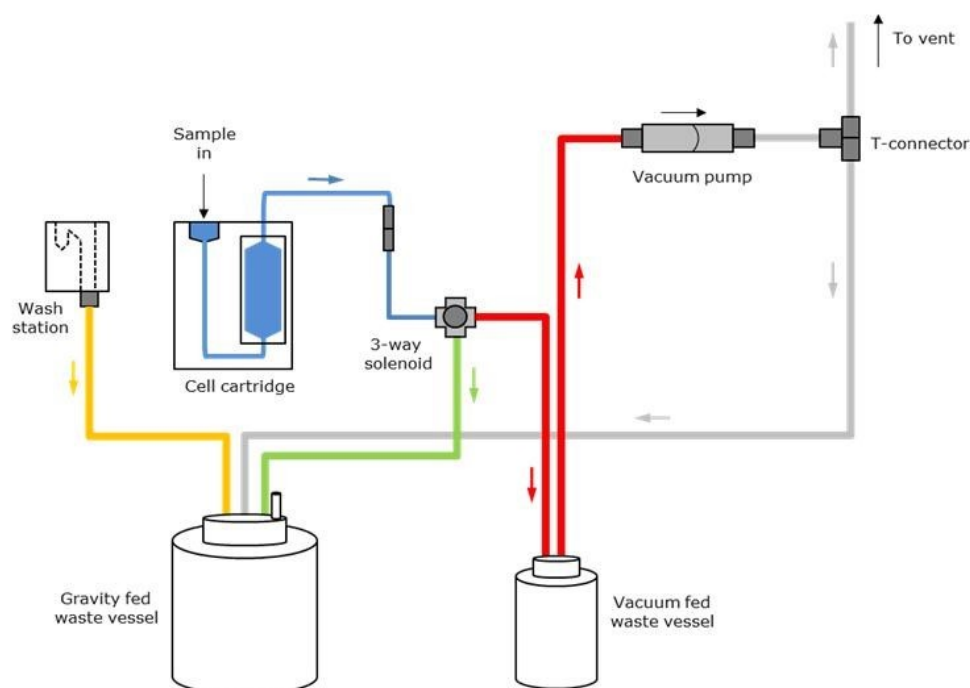 To vent
T-connector
Vacuum pump
Sample
in
Wash
station
3-way
solenoid
Cell cartridge
Gravity fed
waste vessel
Vacuum fed
waste vessel